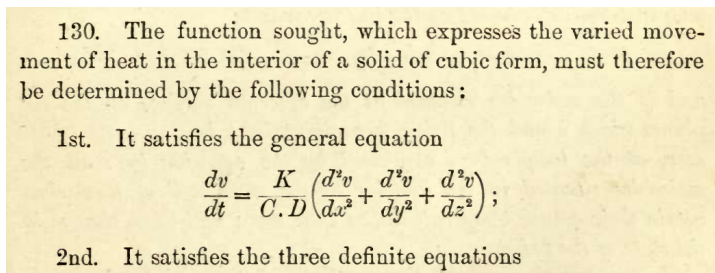 130. The function sought, which expresses the varied move-
ment of heat in the interior of a solid of cubic form, must therefore
be determined by the following conditions:
1st. It satisfies the general equation
dv/dt = K/C.D (d²v/dx² + d²v/dy² + d²v/dz²);
2nd. It satisfies the three definite equations